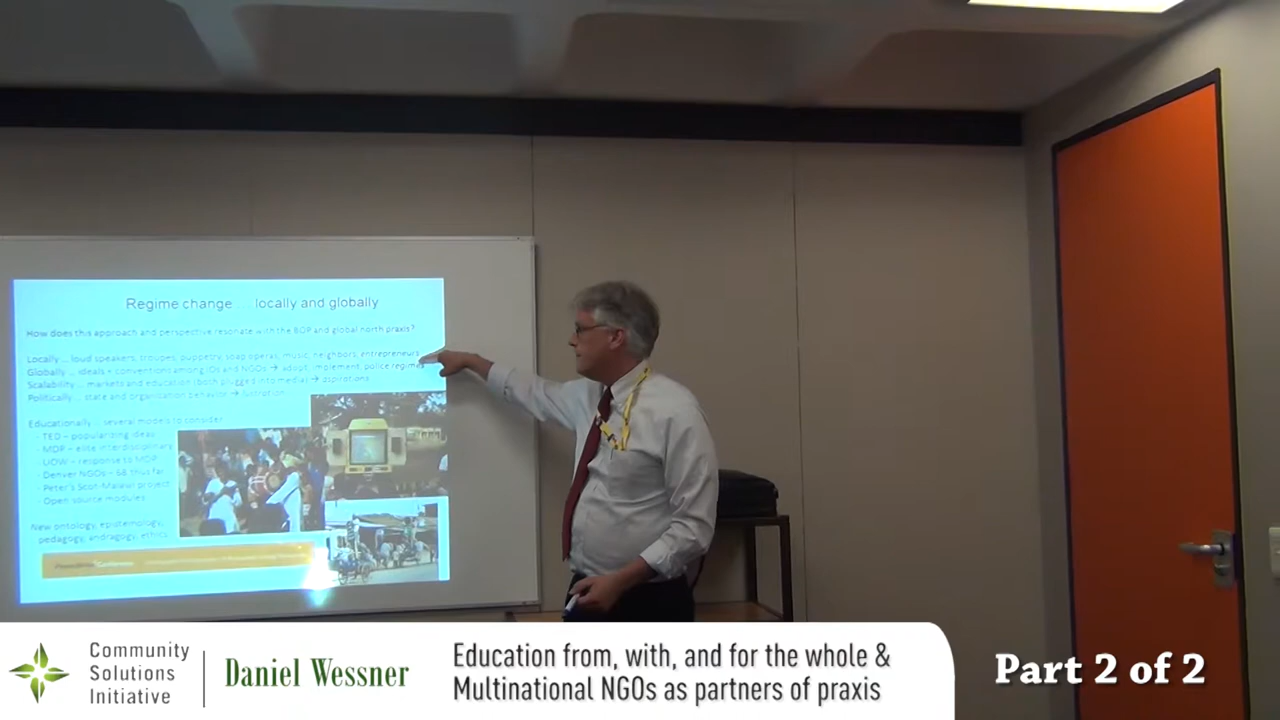 Regime change ... locally and globally
How does this approach and perspective resonate with the BOP and global north praxis?
Locally ... loud speakers, troupes, puppetry, soap operas, music, neighbors, entrepreneurs
Globally ... ideals + conventions among IOs and NGOs → adopt, implement, police regimes
Scalability ... markets and education (both plugged into media) → aspirations
Politically ... state and organization behavior →
Educationally ... several models to consider
- TED – popularizing ideas
- MDP – elite interdisciplinary
- UOW – response to MDP
- Denver NGOs – 68 thus far
- Peter's Scot-Malawi project
- Open source modules
New ontology, epistemology,
pedagogy, andragogy, ethics
Community
Solutions
Initiative
Daniel Wessner
Education from, with, and for the whole &
Multinational NGOs as partners of praxis
Part 2 of 2